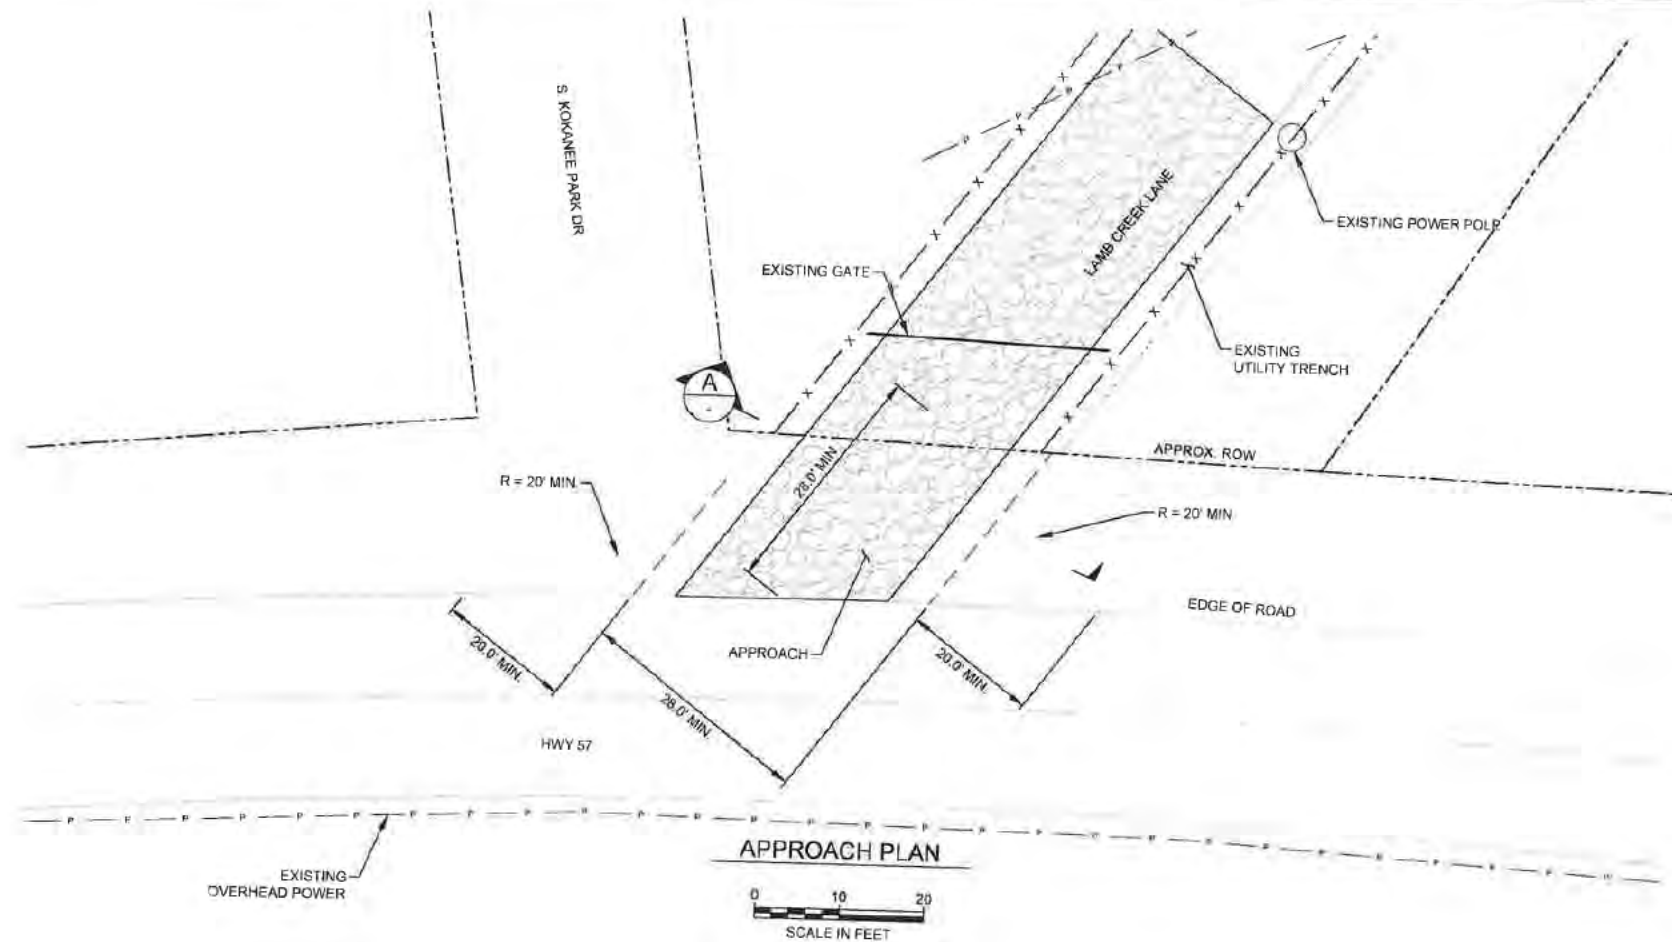 S. KOKANEE PARK DR
LAMB CREEK LANE
EXISTING POWER POLE
EXISTING GATE
EXISTING
UTILITY TRENCH
A
-
APPROX. ROW
28.0' MIN
R = 20' MIN.
R = 20' MIN
EDGE OF ROAD
APPROACH
20.0' MIN.
28.0' MIN.
20.0' MIN.
HWY 57
EXISTING
OVERHEAD POWER
APPROACH PLAN
0 10 20
SCALE IN FEET